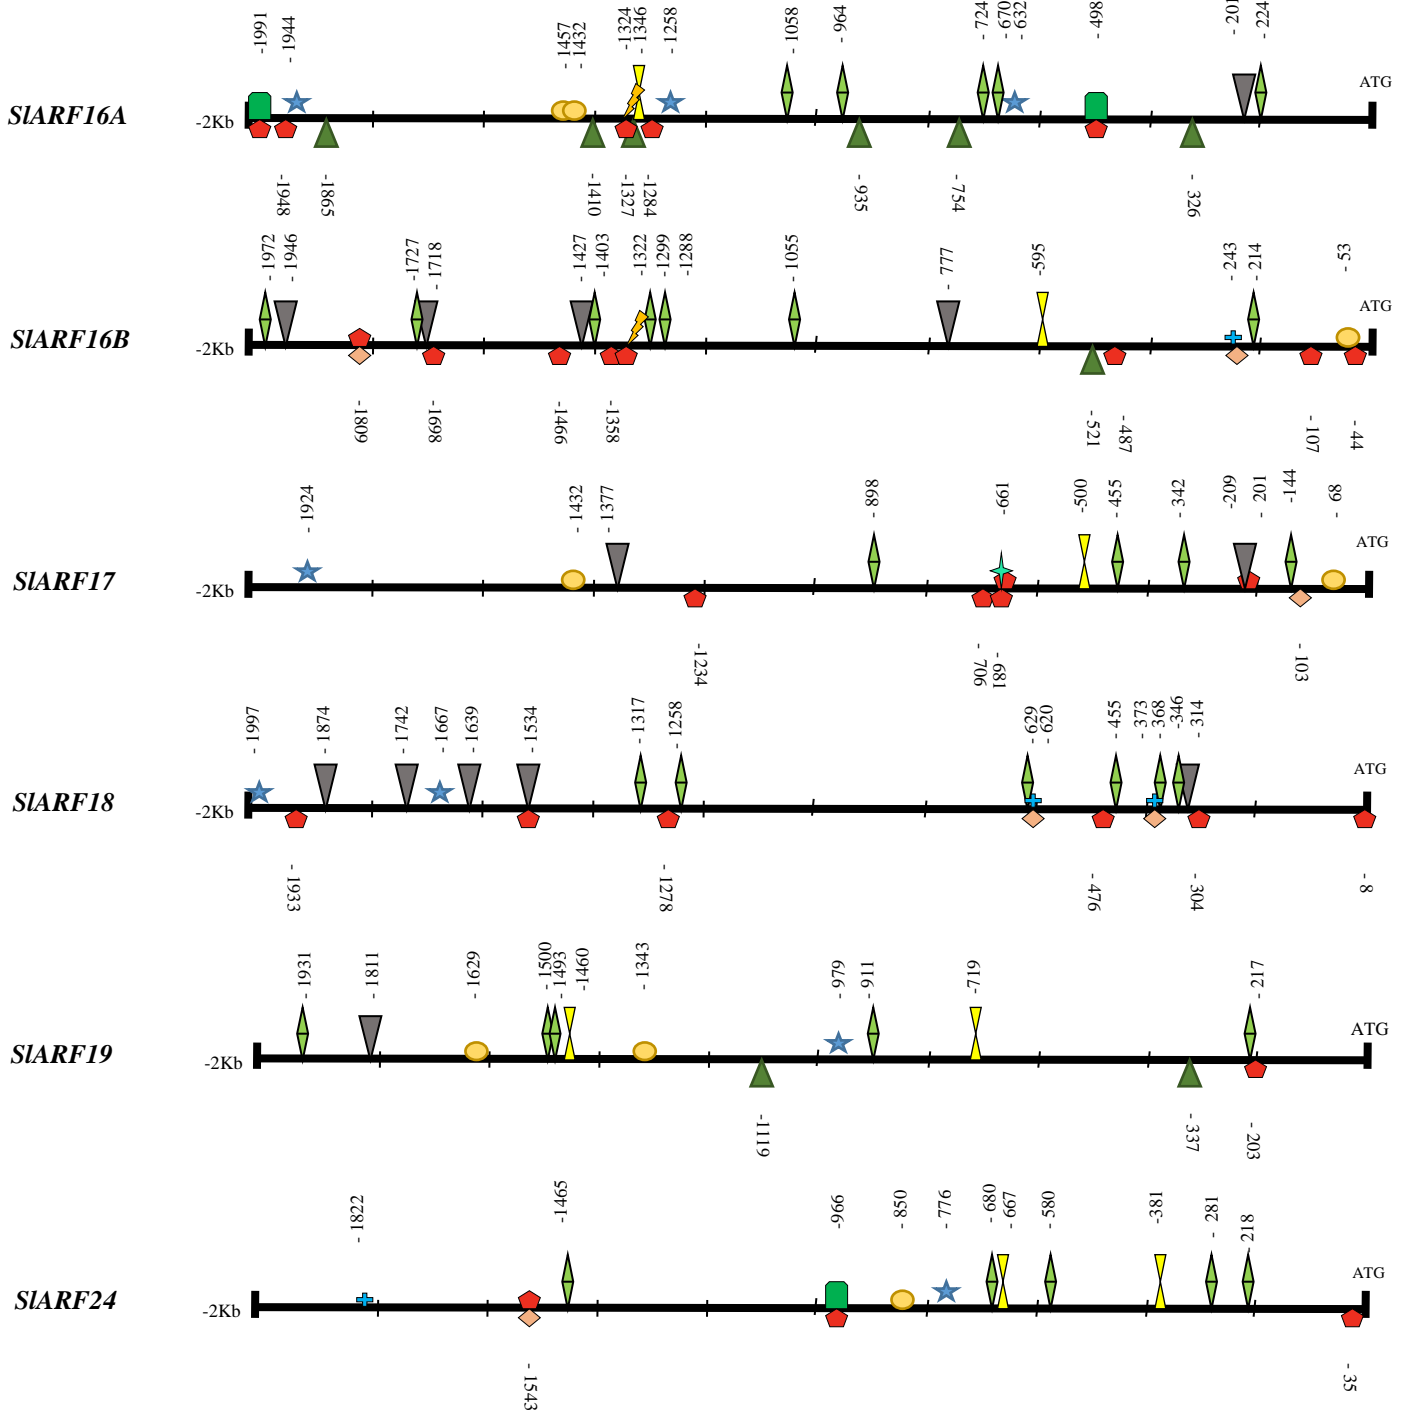 -1991 -1944 -1457 -1432 -1324 -1346 -1258 -1058 -964 -724 -670 -632 -498 -201 -224
SlARF16A -2Kb ATG
-1948 -1865 -1410 -1327 -1284 -935 -754 -326
-1972 -1946 -1727 -1718 -1427 -1403 -1322 -1299 -1288 -1055 -777 -595 -243 -214 -53
SlARF16B -2Kb ATG
-1809 -1698 -1466 -1358 -521 -487 -107 -44
-1924 -1432 -1377 -898 -661 -500 -455 -342 -209 -201 -144 -68
SlARF17 -2Kb ATG
-1234 -706 -681 -103
-1997 -1874 -1742 -1667 -1639 -1534 -1317 -1258 -629 -620 -455 -373 -368 -346 -314
SlARF18 -2Kb ATG
-1933 -1278 -476 -304 -8
-1931 -1811 -1629 -1500 -1493 -1460 -1343 -979 -911 -719 -217
SlARF19 -2Kb ATG
-1119 -337 -203
-1822 -1465 -966 -850 -776 -680 -667 -580 -381 -281 -218
SlARF24 -2Kb ATG
-1543 -35